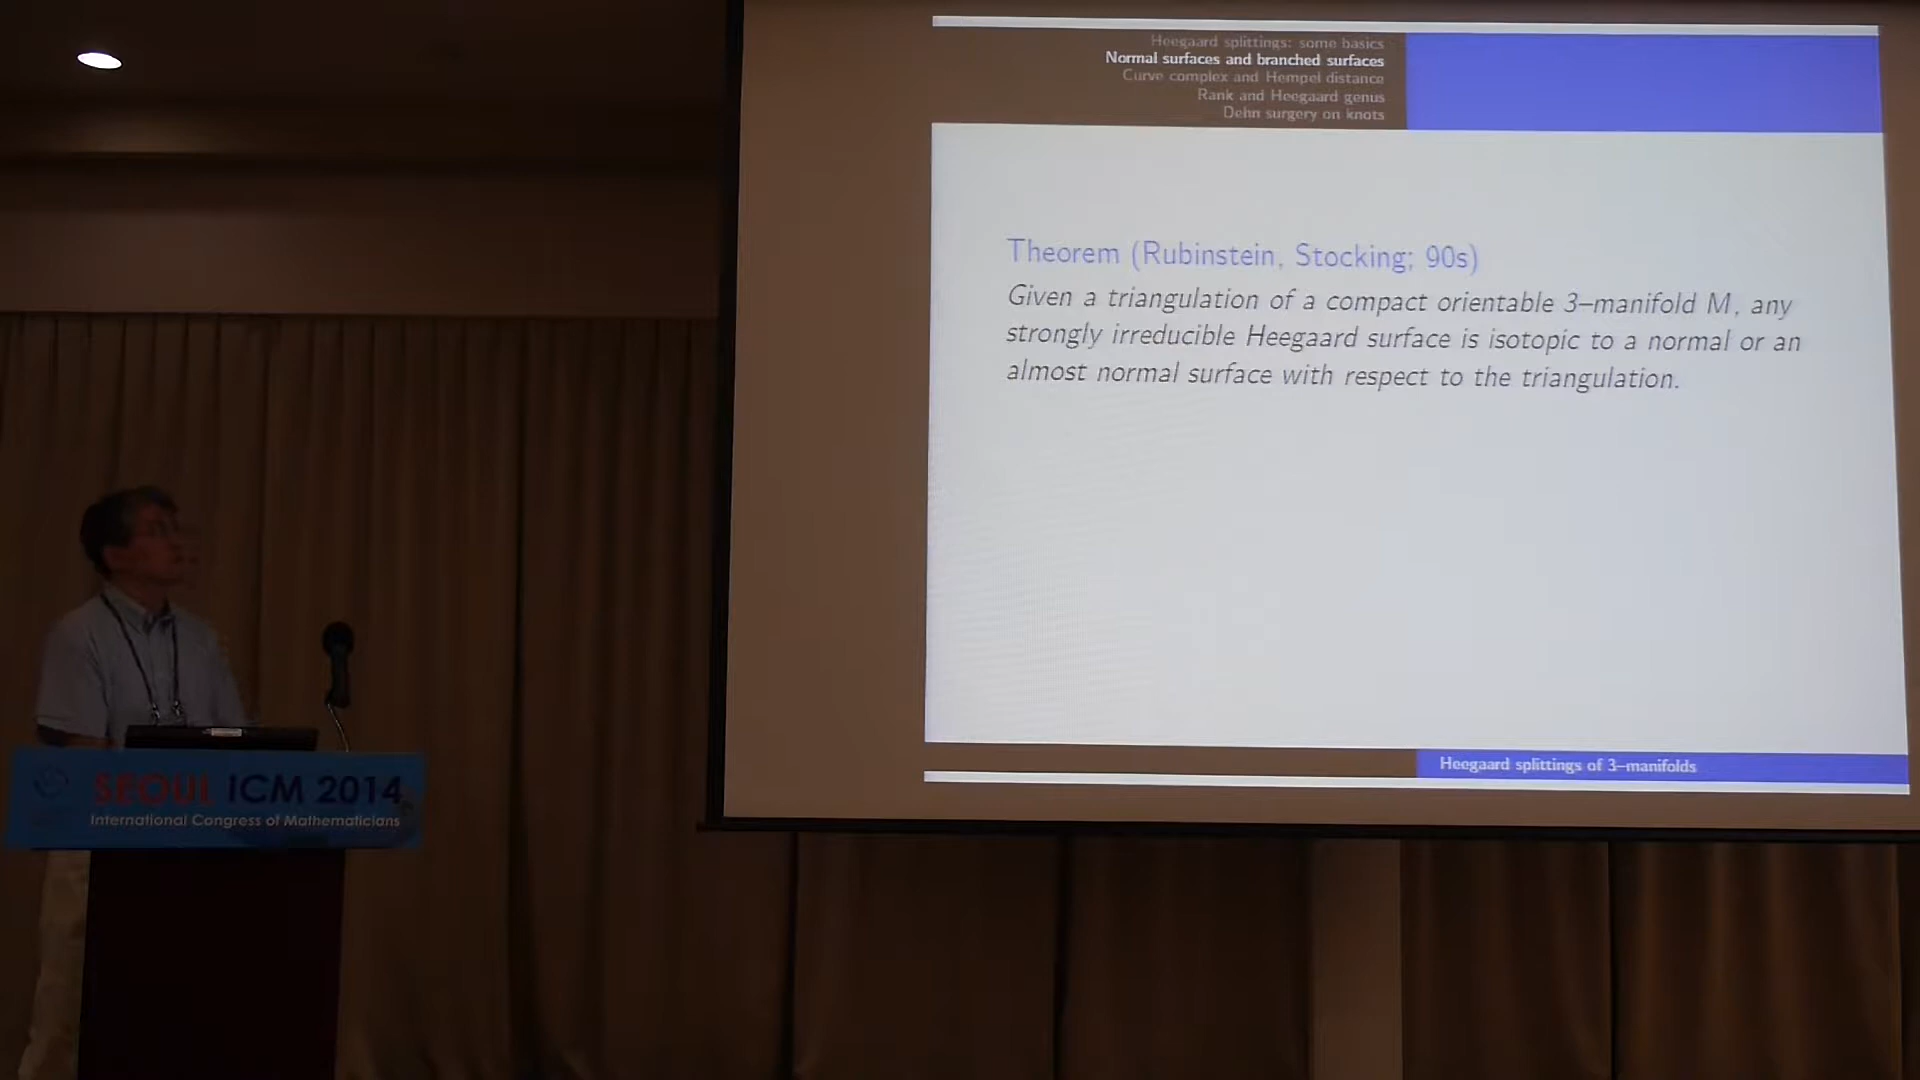 Heegaard splittings: some basics
Normal surfaces and branched surfaces
Curve complex and Hempel distance
Rank and Heegaard genus
Dehn surgery on knots
Theorem (Rubinstein, Stocking; 90s)
Given a triangulation of a compact orientable 3–manifold M, any
strongly irreducible Heegaard surface is isotopic to a normal or an
almost normal surface with respect to the triangulation.
Heegaard splittings of 3–manifolds
SEOUL ICM 2014
International Congress of Mathematicians